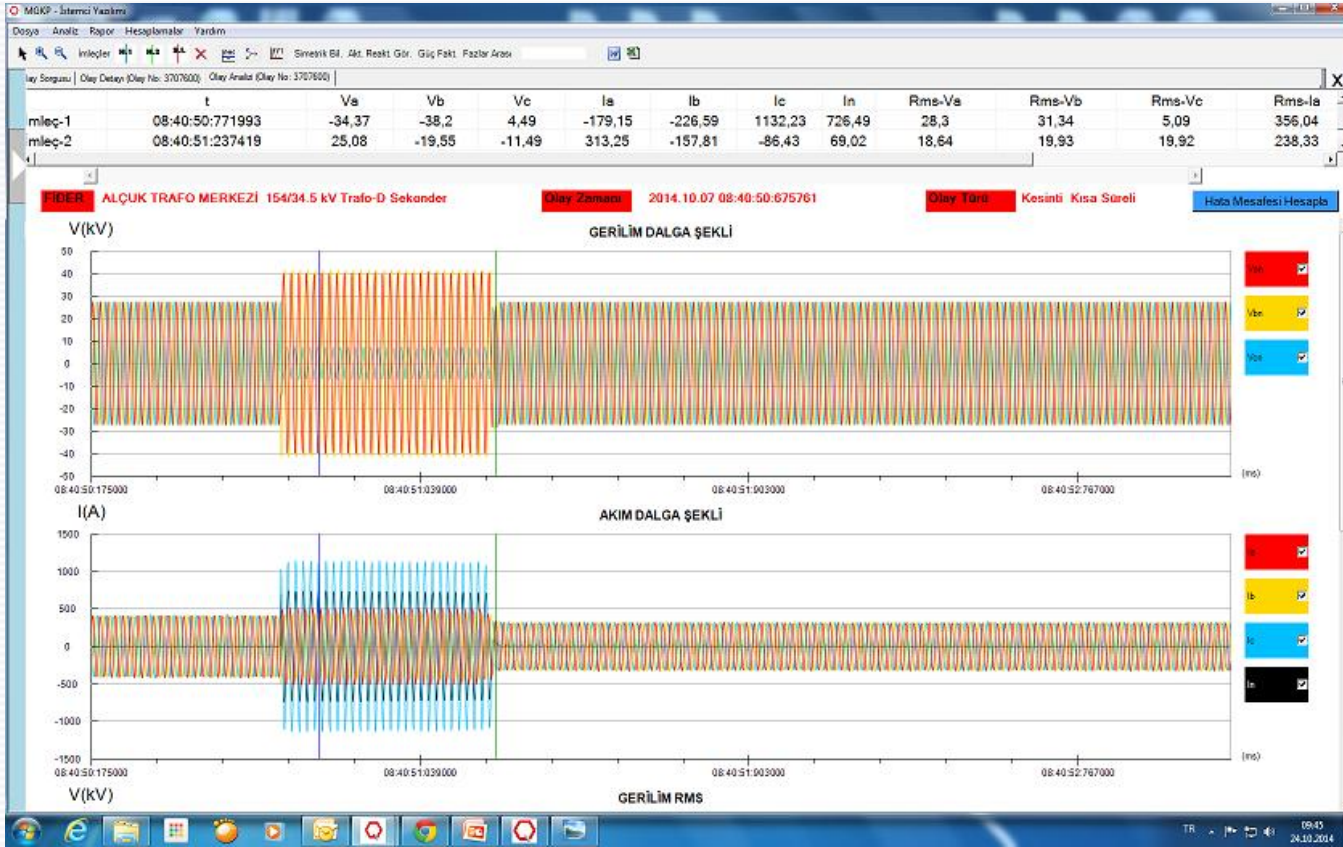 MGKP - İstemci Yazılımı
Dosya Analiz Rapor Hesaplamalar Yardım
imleçler Simetrik Bil. Akt. Reakt. Gör. Güç Fakt. Fazlar Arası
lay Sorgusu Olay Detayı (Olay No: 3707600) Olay Analizi (Olay No: 3707600) X
t Va Vb Vc Ia Ib Ic In Rms-Va Rms-Vb Rms-Vc Rms-Ia
mleç-1 08:40:50:771993 -34,37 -38,2 4,49 -179,15 -226,59 1132,23 726,49 28,3 31,34 5,09 356,04
mleç-2 08:40:51:237419 25,08 -19,55 -11,49 313,25 -157,81 -86,43 69,02 18,64 19,93 19,92 238,33
FİDER ALÇUK TRAFO MERKEZİ 154/34.5 kV Trafo-D Sekonder Olay Zamanı 2014.10.07 08:40:50:675761 Olay Türü Kesinti Kısa Süreli Hata Mesafesi Hesapla
V(kV) GERİLİM DALGA ŞEKLİ
50
40
30
20
10
0
-10
-20
-30
-40
-50
Van
Vbn
Vcn
(ms)
08:40:50:175000 08:40:51:039000 08:40:51:903000 08:40:52:767000
I(A) AKIM DALGA ŞEKLİ
1500
1000
500
0
-500
-1000
-1500
Ia
Ib
Ic
In
(ms)
08:40:50:175000 08:40:51:039000 08:40:51:903000 08:40:52:767000
V(kV) GERİLİM RMS
TR 09:45
24.10.2014